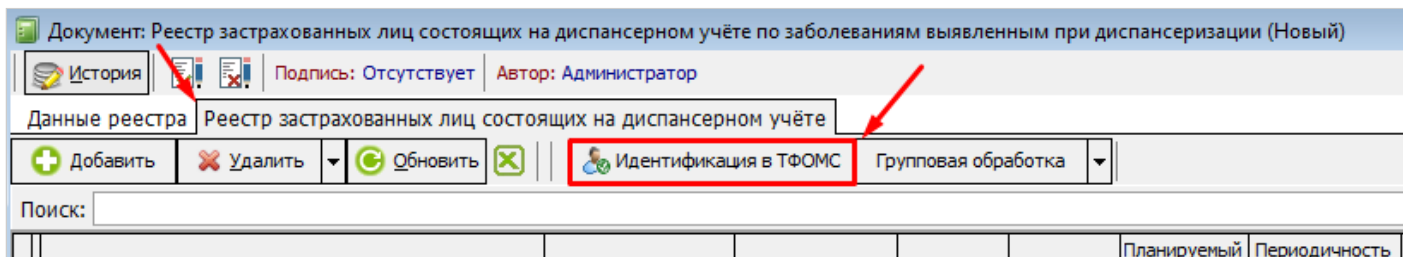 Документ: Реестр застрахованных лиц состоящих на диспансерном учёте по заболеваниям выявленным при диспансеризации (Новый)
История Подпись: Отсутствует Автор: Администратор
Данные реестра Реестр застрахованных лиц состоящих на диспансерном учёте
Добавить Удалить Обновить Идентификация в ТФОМС Групповая обработка
Поиск:
Планируемый Периодичность